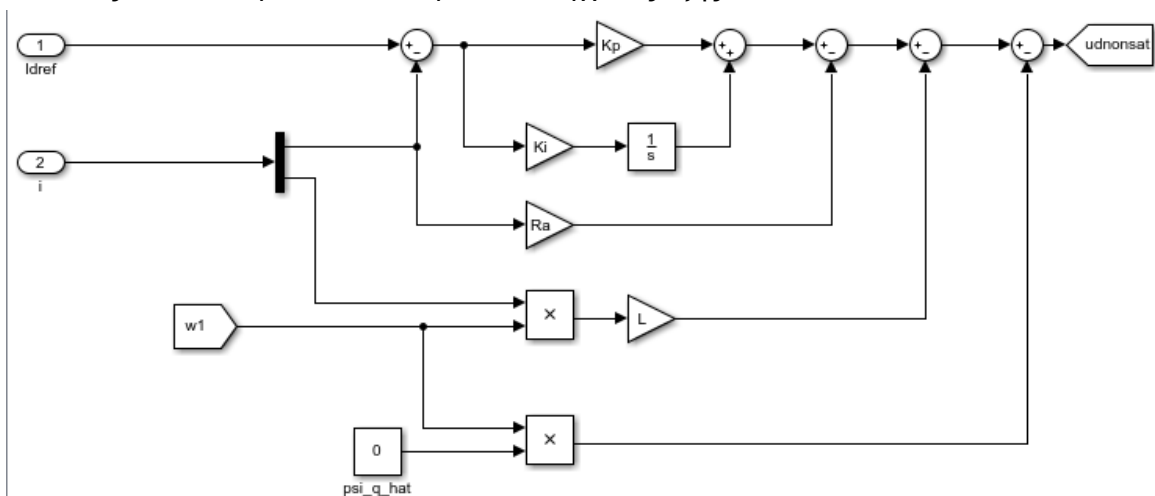 1
Idref
Kp
udnonsat
2
i
Ki
1
s
Ra
w1
×
L
0
×
psi_q_hat